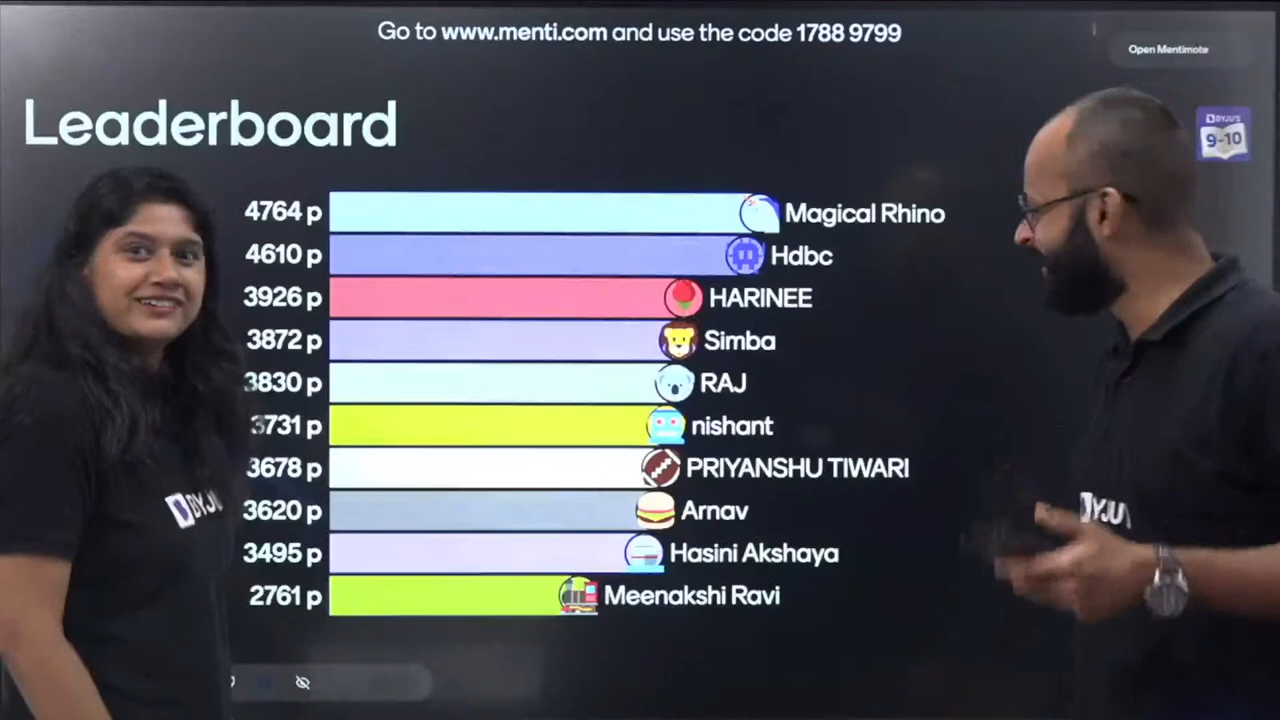 Go to www.menti.com and use the code 1788 9799
Open Mentimote
Leaderboard
BYJU'S
9-10
4764 p Magical Rhino
4610 p Hdbc
3926 p HARINEE
3872 p Simba
3830 p RAJ
3731 p nishant
3678 p PRIYANSHU TIWARI
3620 p Arnav
3495 p Hasini Akshaya
2761 p Meenakshi Ravi
BYJU
BYJU'